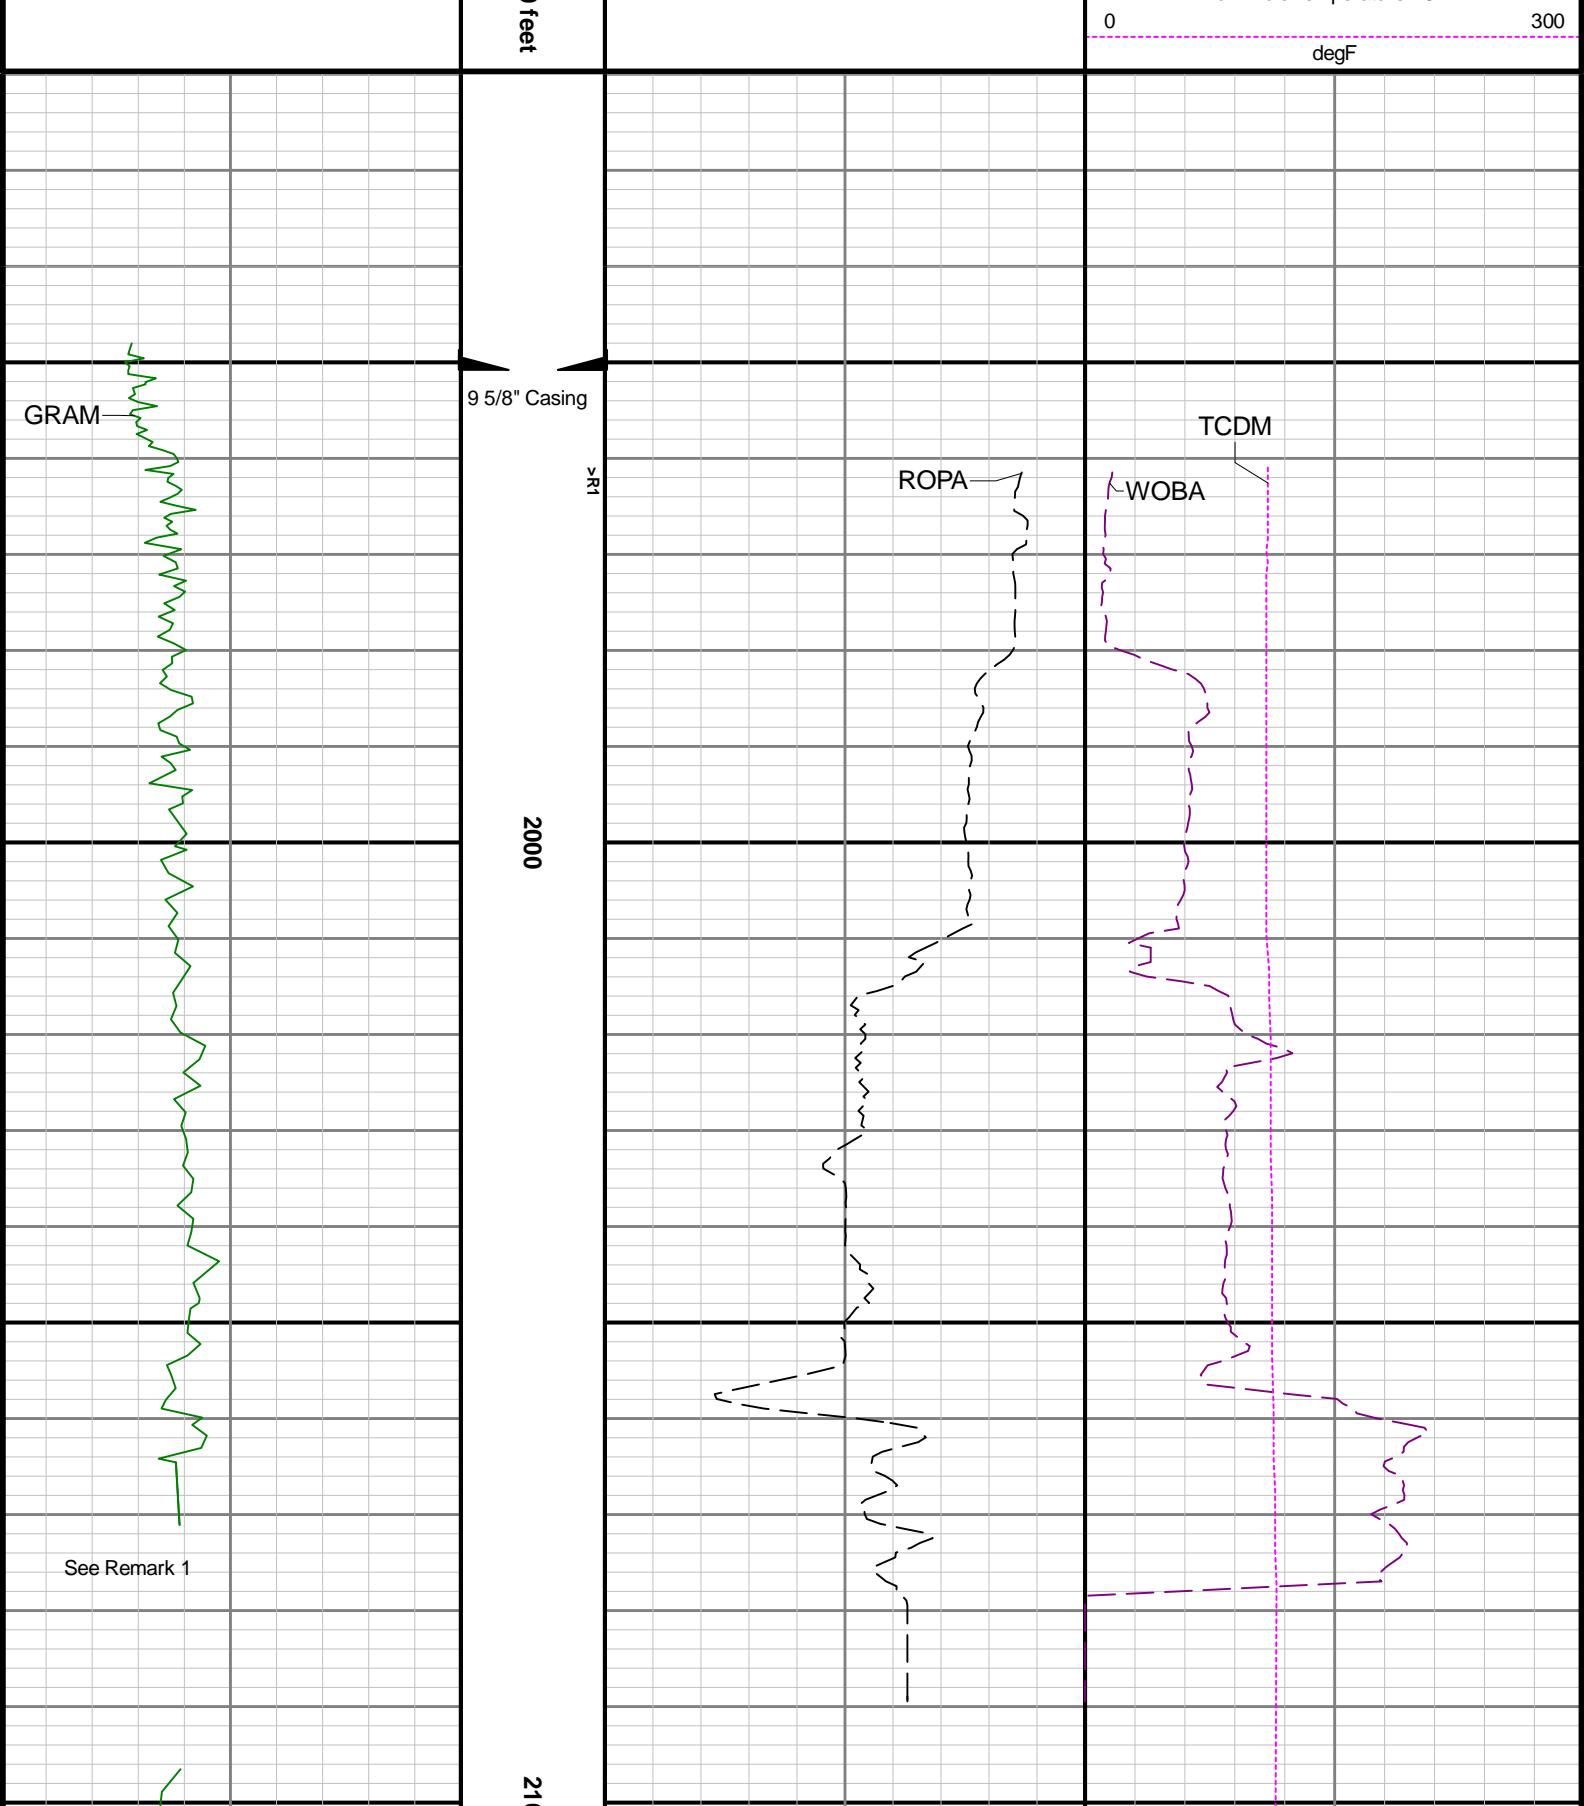 feet
0
300
degF
9 5/8" Casing
GRAM
TCDM
>R1
ROPA
WOBA
2000
See Remark 1